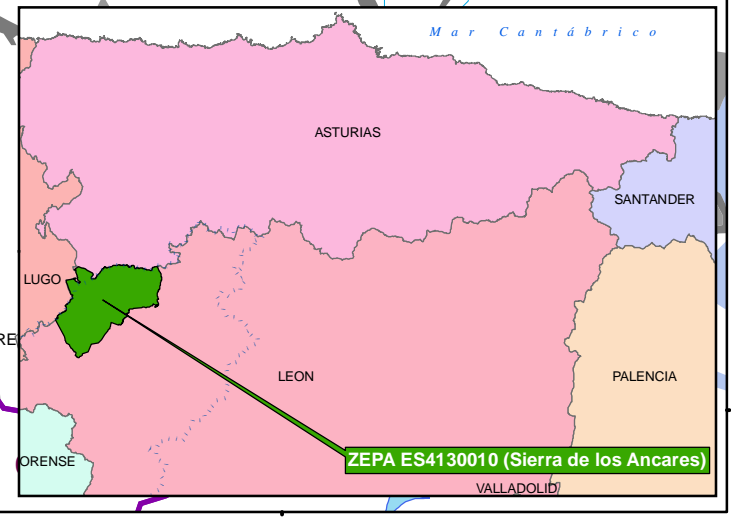 Mar Cantábrico
ASTURIAS
SANTANDER
LUGO
RE
LEON
PALENCIA
ORENSE
ZEPA ES4130010 (Sierra de los Ancares)
VALLADOLID